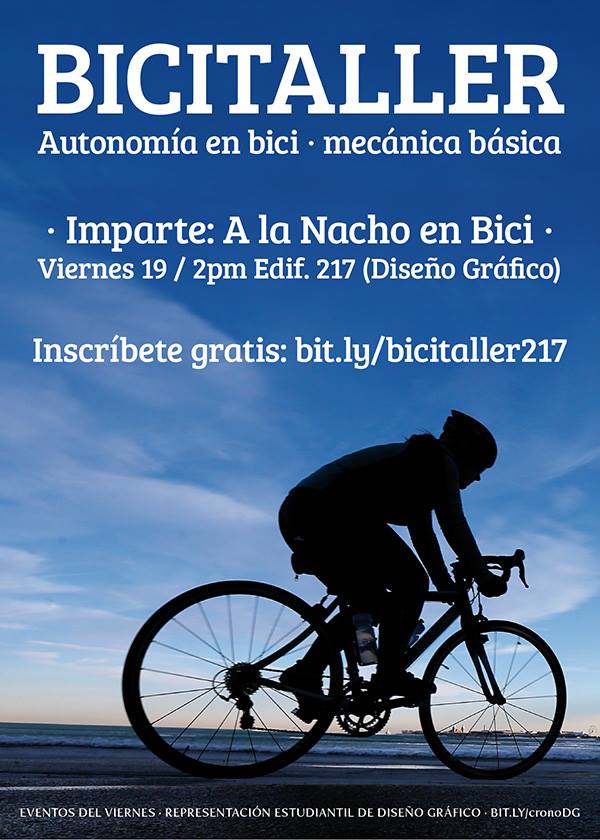 BICITALLER
Autonomía en bici · mecánica básica
· Imparte: A la Nacho en Bici ·
Viernes 19 / 2pm Edif. 217 (Diseño Gráfico)
Inscríbete gratis: bit.ly/bicitaller217
EVENTOS DEL VIERNES · REPRESENTACIÓN ESTUDIANTIL DE DISEÑO GRÁFICO · BIT.LY/cronoDG